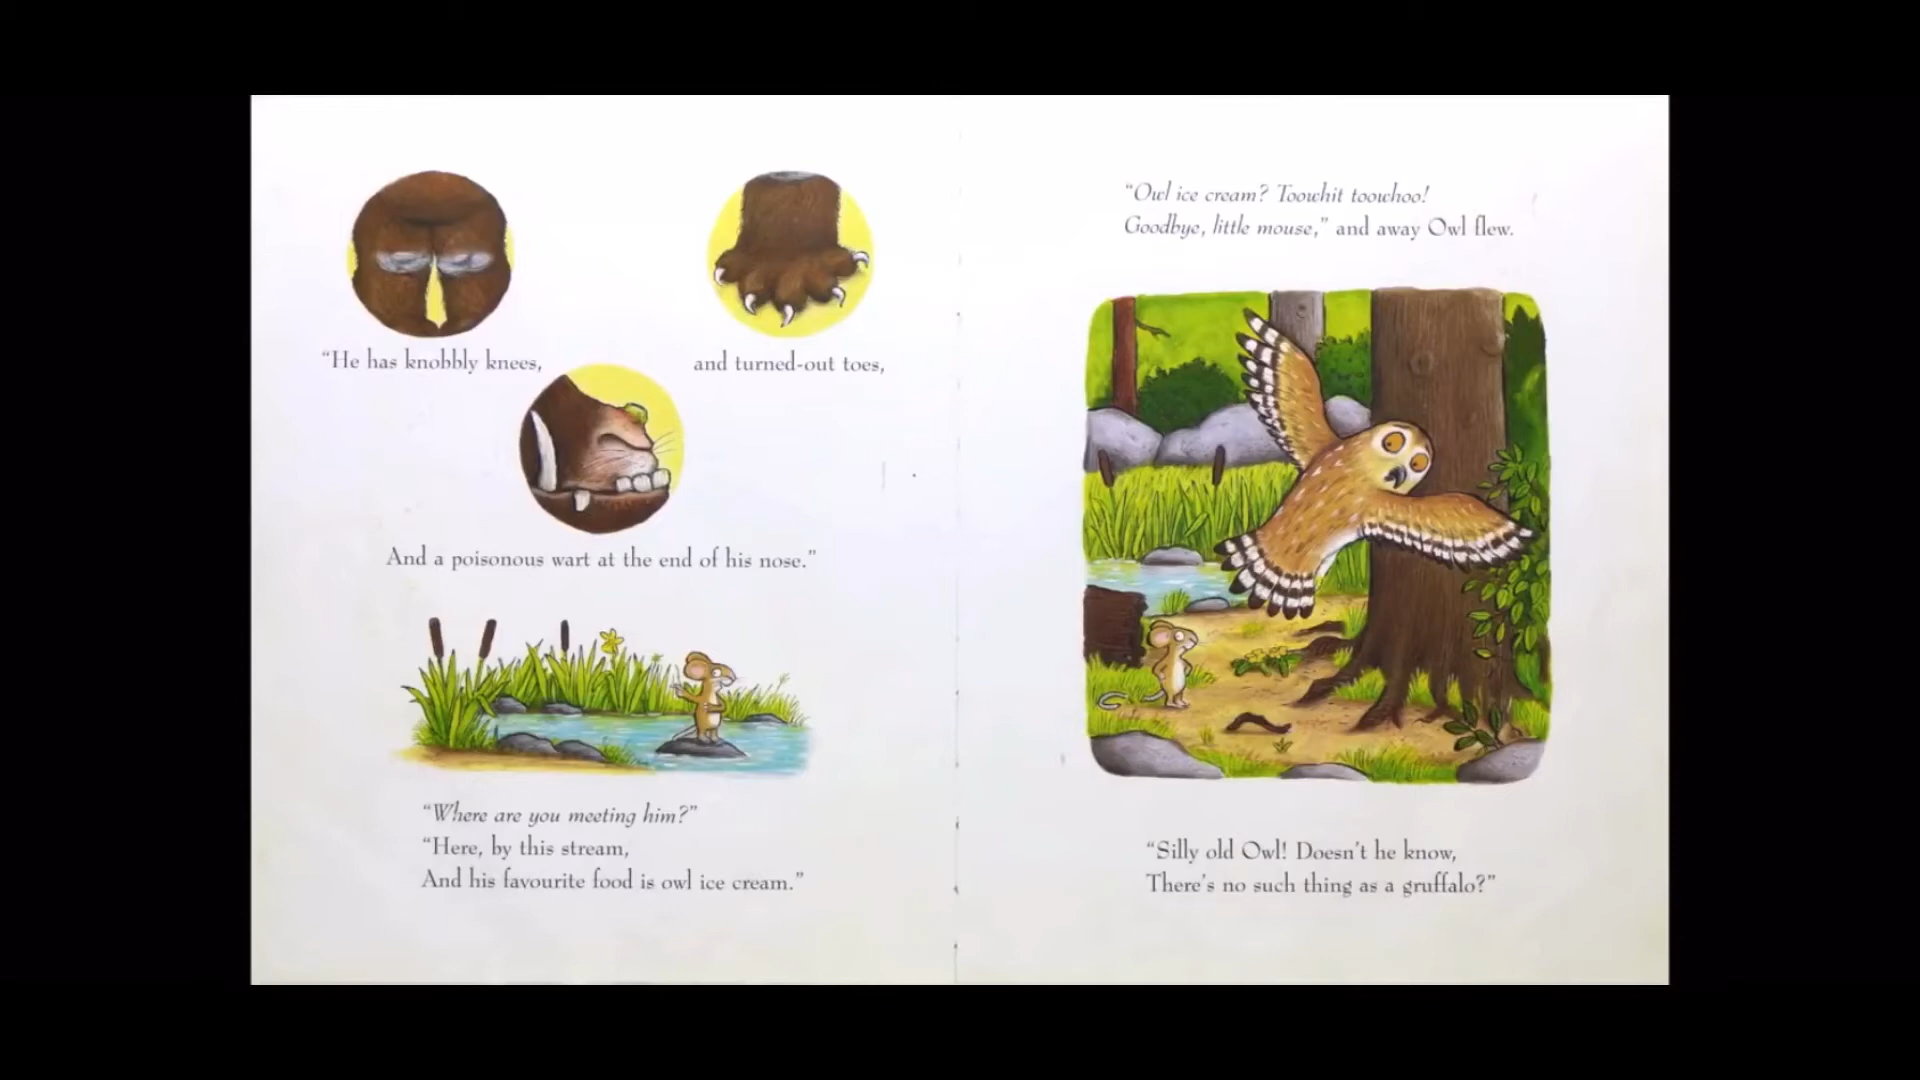 “He has knobbly knees,
and turned-out toes,
And a poisonous wart at the end of his nose.”
“Where are you meeting him?”
“Here, by this stream,
And his favourite food is owl ice cream.”
“Owl ice cream? Toowhit toowhoo!
Goodbye, little mouse,” and away Owl flew.
“Silly old Owl! Doesn’t he know,
There’s no such thing as a gruffalo?”